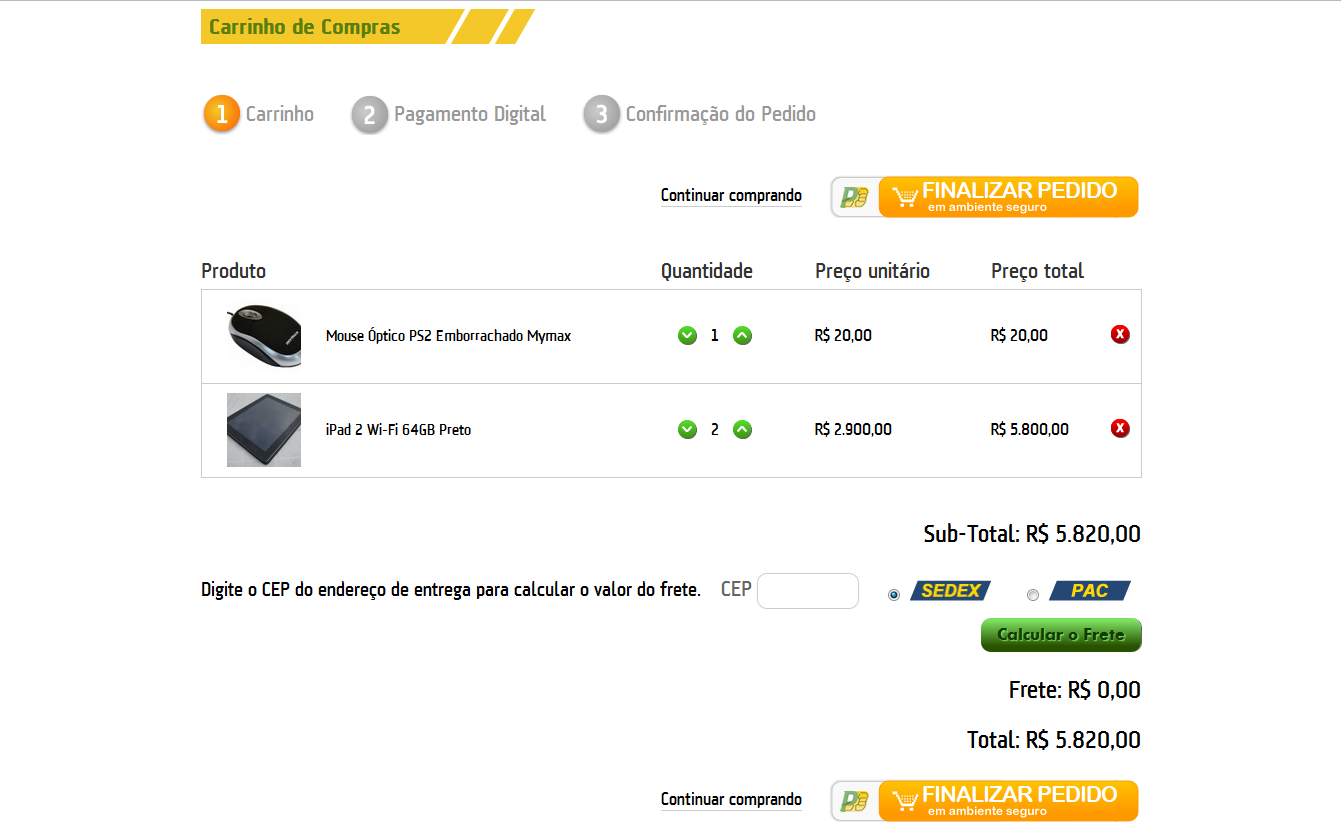 Carrinho de Compras
1 Carrinho 2 Pagamento Digital 3 Confirmação do Pedido
Continuar comprando
FINALIZAR PEDIDO
em ambiente seguro
Produto Quantidade Preço unitário Preço total
Mouse Óptico PS2 Emborrachado Mymax 1 R$ 20,00 R$ 20,00 X
iPad 2 Wi-Fi 64GB Preto 2 R$ 2.900,00 R$ 5.800,00 X
Sub-Total: R$ 5.820,00
Digite o CEP do endereço de entrega para calcular o valor do frete. CEP SEDEX PAC
Calcular o Frete
Frete: R$ 0,00
Total: R$ 5.820,00
Continuar comprando
FINALIZAR PEDIDO
em ambiente seguro